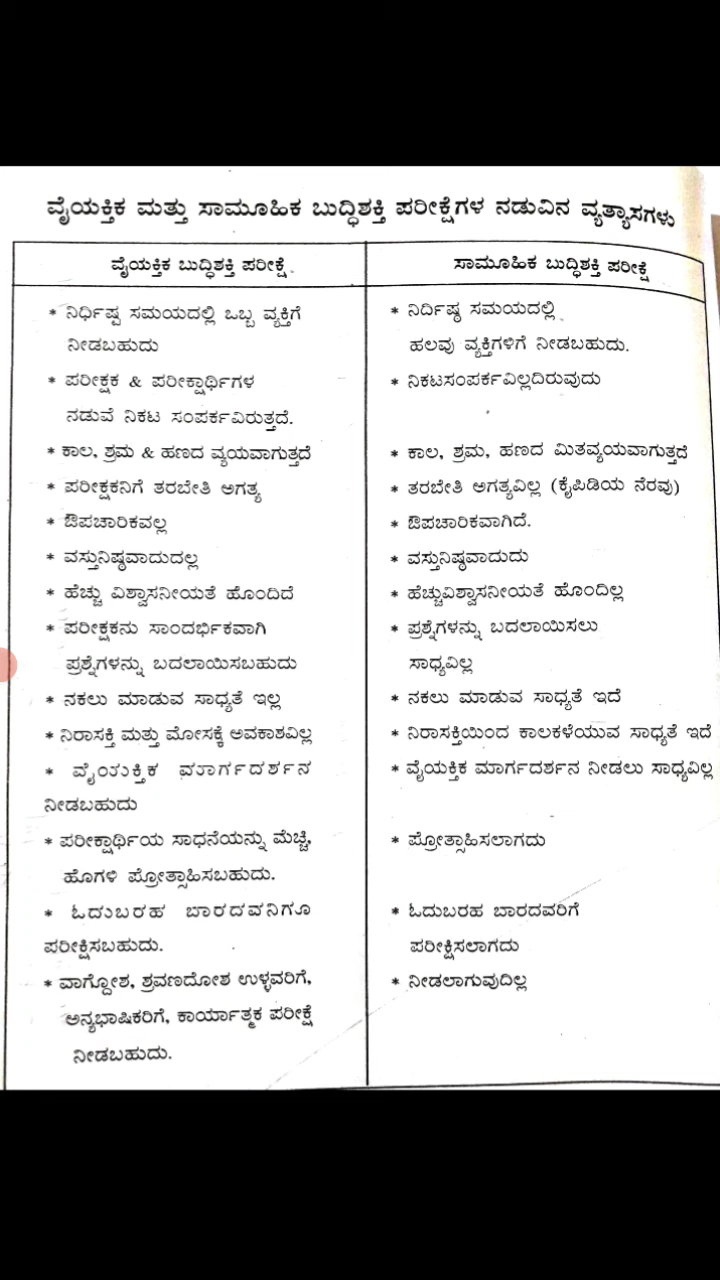 ವೈಯಕ್ತಿಕ ಮತ್ತು ಸಾಮೂಹಿಕ ಬುದ್ಧಿಶಕ್ತಿ ಪರೀಕ್ಷೆಗಳ ನಡುವಿನ ವ್ಯತ್ಯಾಸಗಳು
ವೈಯಕ್ತಿಕ ಬುದ್ಧಿಶಕ್ತಿ ಪರೀಕ್ಷೆ
* ನಿರ್ಧಿಷ್ಟ ಸಮಯದಲ್ಲಿ ಒಬ್ಬ ವ್ಯಕ್ತಿಗೆ
ನೀಡಬಹುದು
* ಪರೀಕ್ಷಕ & ಪರೀಕ್ಷಾರ್ಥಿಗಳ
ನಡುವೆ ನಿಕಟ ಸಂಪರ್ಕವಿರುತ್ತದೆ.
* ಕಾಲ, ಶ್ರಮ & ಹಣದ ವ್ಯಯವಾಗುತ್ತದೆ
* ಪರೀಕ್ಷಕನಿಗೆ ತರಬೇತಿ ಅಗತ್ಯ
* ಔಪಚಾರಿಕವಲ್ಲ
* ವಸ್ತುನಿಷ್ಠವಾದುದಲ್ಲ
* ಹೆಚ್ಚು ವಿಶ್ವಾಸನೀಯತೆ ಹೊಂದಿದೆ
* ಪರೀಕ್ಷಕನು ಸಾಂದರ್ಭಿಕವಾಗಿ
ಪ್ರಶ್ನೆಗಳನ್ನು ಬದಲಾಯಿಸಬಹುದು
* ನಕಲು ಮಾಡುವ ಸಾಧ್ಯತೆ ಇಲ್ಲ
* ನಿರಾಸಕ್ತಿ ಮತ್ತು ಮೋಸಕ್ಕೆ ಅವಕಾಶವಿಲ್ಲ
* ವೈಯಕ್ತಿಕ ಮಾರ್ಗದರ್ಶನ
ನೀಡಬಹುದು
* ಪರೀಕ್ಷಾರ್ಥಿಯ ಸಾಧನೆಯನ್ನು ಮೆಚ್ಚಿ,
ಹೊಗಳಿ ಪ್ರೋತ್ಸಾಹಿಸಬಹುದು.
* ಓದುಬರಹ ಬಾರದವನಿಗೂ
ಪರೀಕ್ಷಿಸಬಹುದು.
* ವಾಗ್ದೋಶ, ಶ್ರವಣದೋಶ ಉಳ್ಳವರಿಗೆ,
ಅನ್ಯಭಾಷಿಕರಿಗೆ, ಕಾರ್ಯಾತ್ಮಕ ಪರೀಕ್ಷೆ
ನೀಡಬಹುದು.
ಸಾಮೂಹಿಕ ಬುದ್ಧಿಶಕ್ತಿ ಪರೀಕ್ಷೆ
* ನಿರ್ದಿಷ್ಠ ಸಮಯದಲ್ಲಿ
ಹಲವು ವ್ಯಕ್ತಿಗಳಿಗೆ ನೀಡಬಹುದು.
* ನಿಕಟಸಂಪರ್ಕವಿಲ್ಲದಿರುವುದು
* ಕಾಲ, ಶ್ರಮ, ಹಣದ ಮಿತವ್ಯಯವಾಗುತ್ತದೆ
* ತರಬೇತಿ ಅಗತ್ಯವಿಲ್ಲ (ಕೈಪಿಡಿಯ ನೆರವು)
* ಔಪಚಾರಿಕವಾಗಿದೆ.
* ವಸ್ತುನಿಷ್ಠವಾದುದು
* ಹೆಚ್ಚುವಿಶ್ವಾಸನೀಯತೆ ಹೊಂದಿಲ್ಲ
* ಪ್ರಶ್ನೆಗಳನ್ನು ಬದಲಾಯಿಸಲು
ಸಾಧ್ಯವಿಲ್ಲ
* ನಕಲು ಮಾಡುವ ಸಾಧ್ಯತೆ ಇದೆ
* ನಿರಾಸಕ್ತಿಯಿಂದ ಕಾಲಕಳೆಯುವ ಸಾಧ್ಯತೆ ಇದೆ
* ವೈಯಕ್ತಿಕ ಮಾರ್ಗದರ್ಶನ ನೀಡಲು ಸಾಧ್ಯವಿಲ್ಲ
* ಪ್ರೋತ್ಸಾಹಿಸಲಾಗದು
* ಓದುಬರಹ ಬಾರದವರಿಗೆ
ಪರೀಕ್ಷಿಸಲಾಗದು
* ನೀಡಲಾಗುವುದಿಲ್ಲ